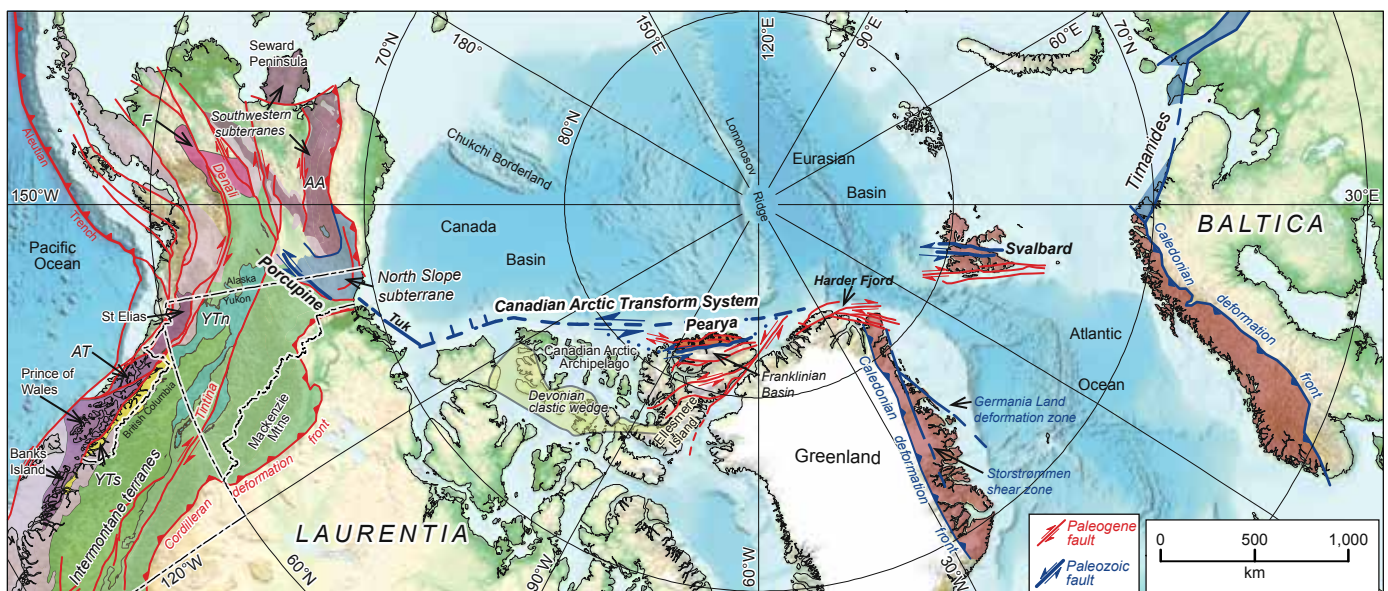 180°
150°E
120°E
90°E
60°E
70°N
70°N
80°N
Seward
Peninsula
F
Southwestern
subterranes
Aleutian
Trench
Denali
AA
Chukchi Borderland
Lomonosov
Ridge
Eurasian
Basin
Timanides
150°W
30°E
BALTICA
Pacific
Ocean
Canada
Basin
Svalbard
Caledonian
deformation
front
Porcupine
North Slope
subterrane
Harder Fjord
Alaska
Yukon
St Elias
YTn
Tuk
Canadian Arctic Transform System
Pearya
Atlantic
Ocean
AT
Prince of
Wales
Canadian Arctic
Archipelago
Franklinian
Basin
Devonian
clastic wedge
Ellesmere
Island
British Columbia
Tintina
Mackenzie
Mtns
Caledonian
deformation
front
Germania Land
deformation zone
Banks
Island
YTs
Greenland
Storstrømmen
shear zone
Intermontane terranes
Cordilleran
deformation
front
LAURENTIA
120°W
60°N
90°W
60°W
30°W
Paleogene
fault
Paleozoic
fault
0 500 1,000
km